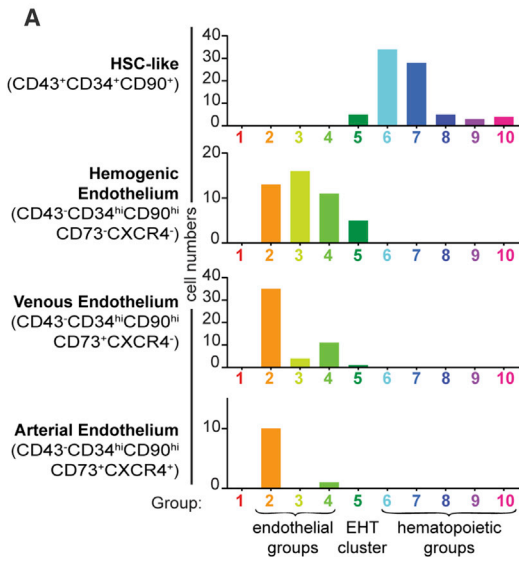 A
HSC-like
(CD43⁺CD34⁺CD90⁺)
40
30
20
10
0
1 2 3 4 5 6 7 8 9 10
Hemogenic
Endothelium
(CD43⁻CD34ʰⁱCD90ʰⁱ
CD73⁻CXCR4⁻)
20
10
0
1 2 3 4 5 6 7 8 9 10
cell numbers
Venous Endothelium
(CD43⁻CD34ʰⁱCD90ʰⁱ
CD73⁺CXCR4⁻)
40
30
20
10
0
1 2 3 4 5 6 7 8 9 10
Arterial Endothelium
(CD43⁻CD34ʰⁱCD90ʰⁱ
CD73⁺CXCR4⁺)
10
0
Group: 1 2 3 4 5 6 7 8 9 10
endothelial EHT hematopoietic
groups cluster groups